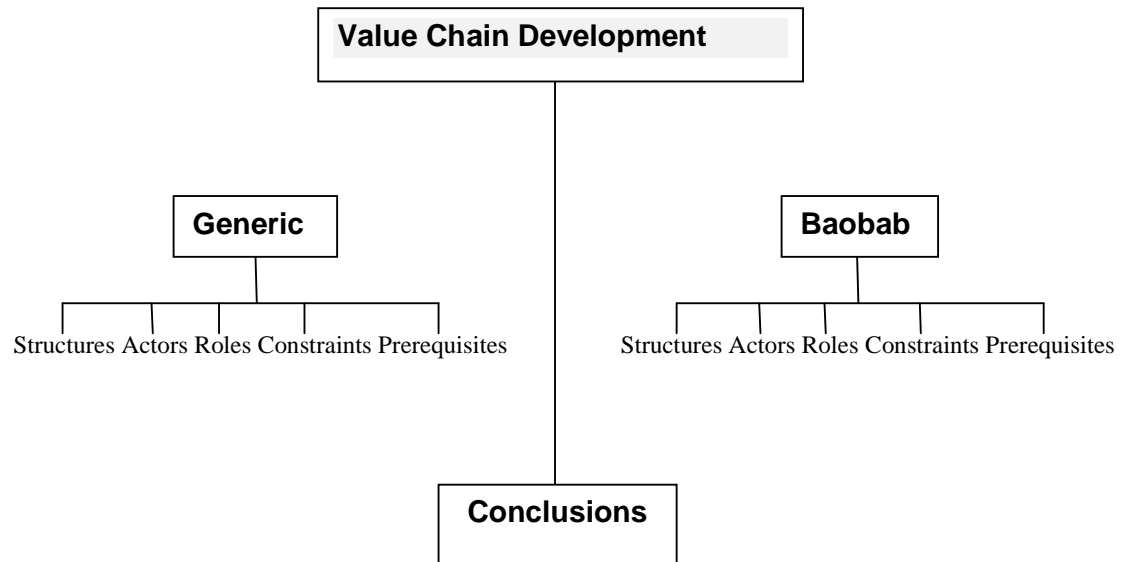 Value Chain Development
Generic
Baobab
Structures Actors Roles Constraints Prerequisites
Structures Actors Roles Constraints Prerequisites
Conclusions